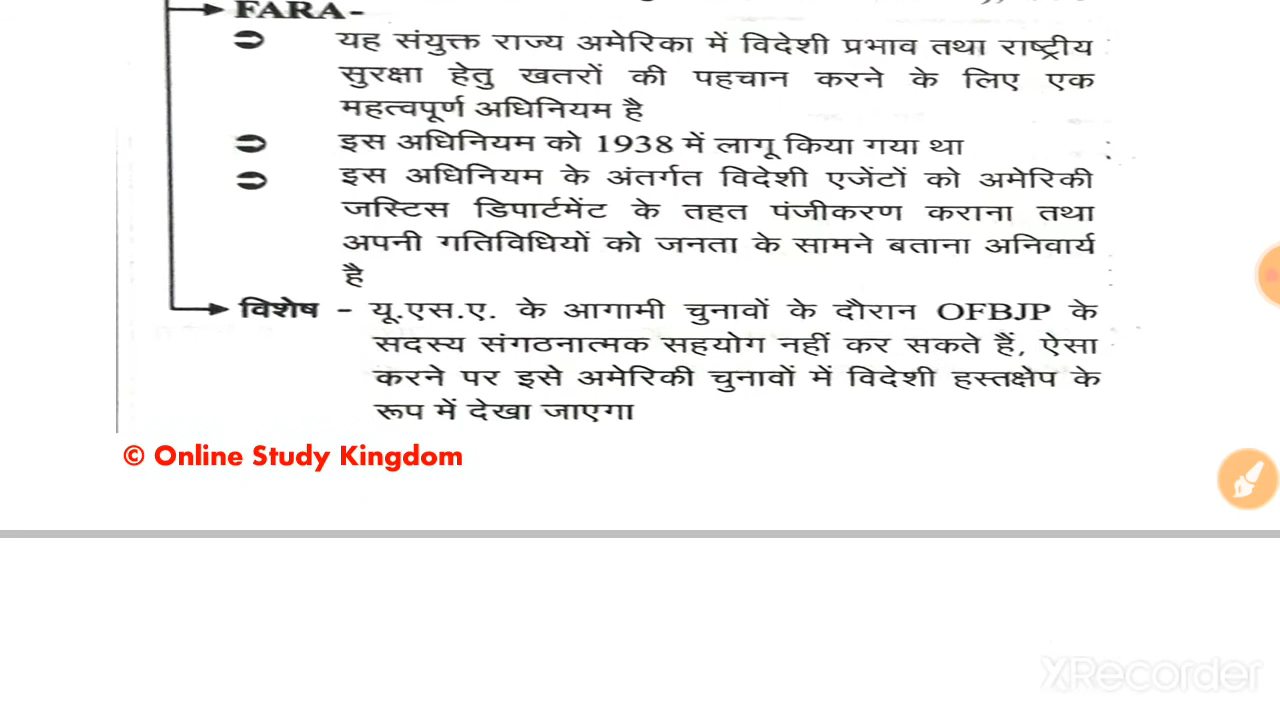 FARA-
यह संयुक्त राज्य अमेरिका में विदेशी प्रभाव तथा राष्ट्रीय
सुरक्षा हेतु खतरों की पहचान करने के लिए एक
महत्वपूर्ण अधिनियम है
इस अधिनियम को 1938 में लागू किया गया था
इस अधिनियम के अंतर्गत विदेशी एजेंटों को अमेरिकी
जस्टिस डिपार्टमेंट के तहत पंजीकरण कराना तथा
अपनी गतिविधियों को जनता के सामने बताना अनिवार्य
है
विशेष - यू.एस.ए. के आगामी चुनावों के दौरान OFBJP के
सदस्य संगठनात्मक सहयोग नहीं कर सकते हैं, ऐसा
करने पर इसे अमेरिकी चुनावों में विदेशी हस्तक्षेप के
रूप में देखा जाएगा
© Online Study Kingdom
XRecorder